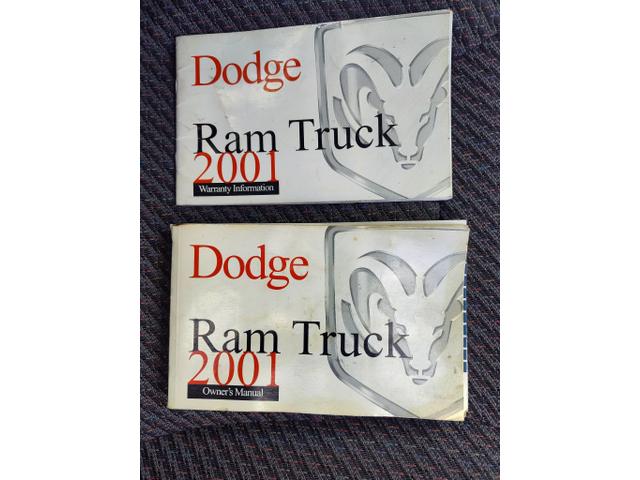 Dodge
Ram Truck
2001
Warranty Information
Dodge
Ram Truck
2001
Owner's Manual